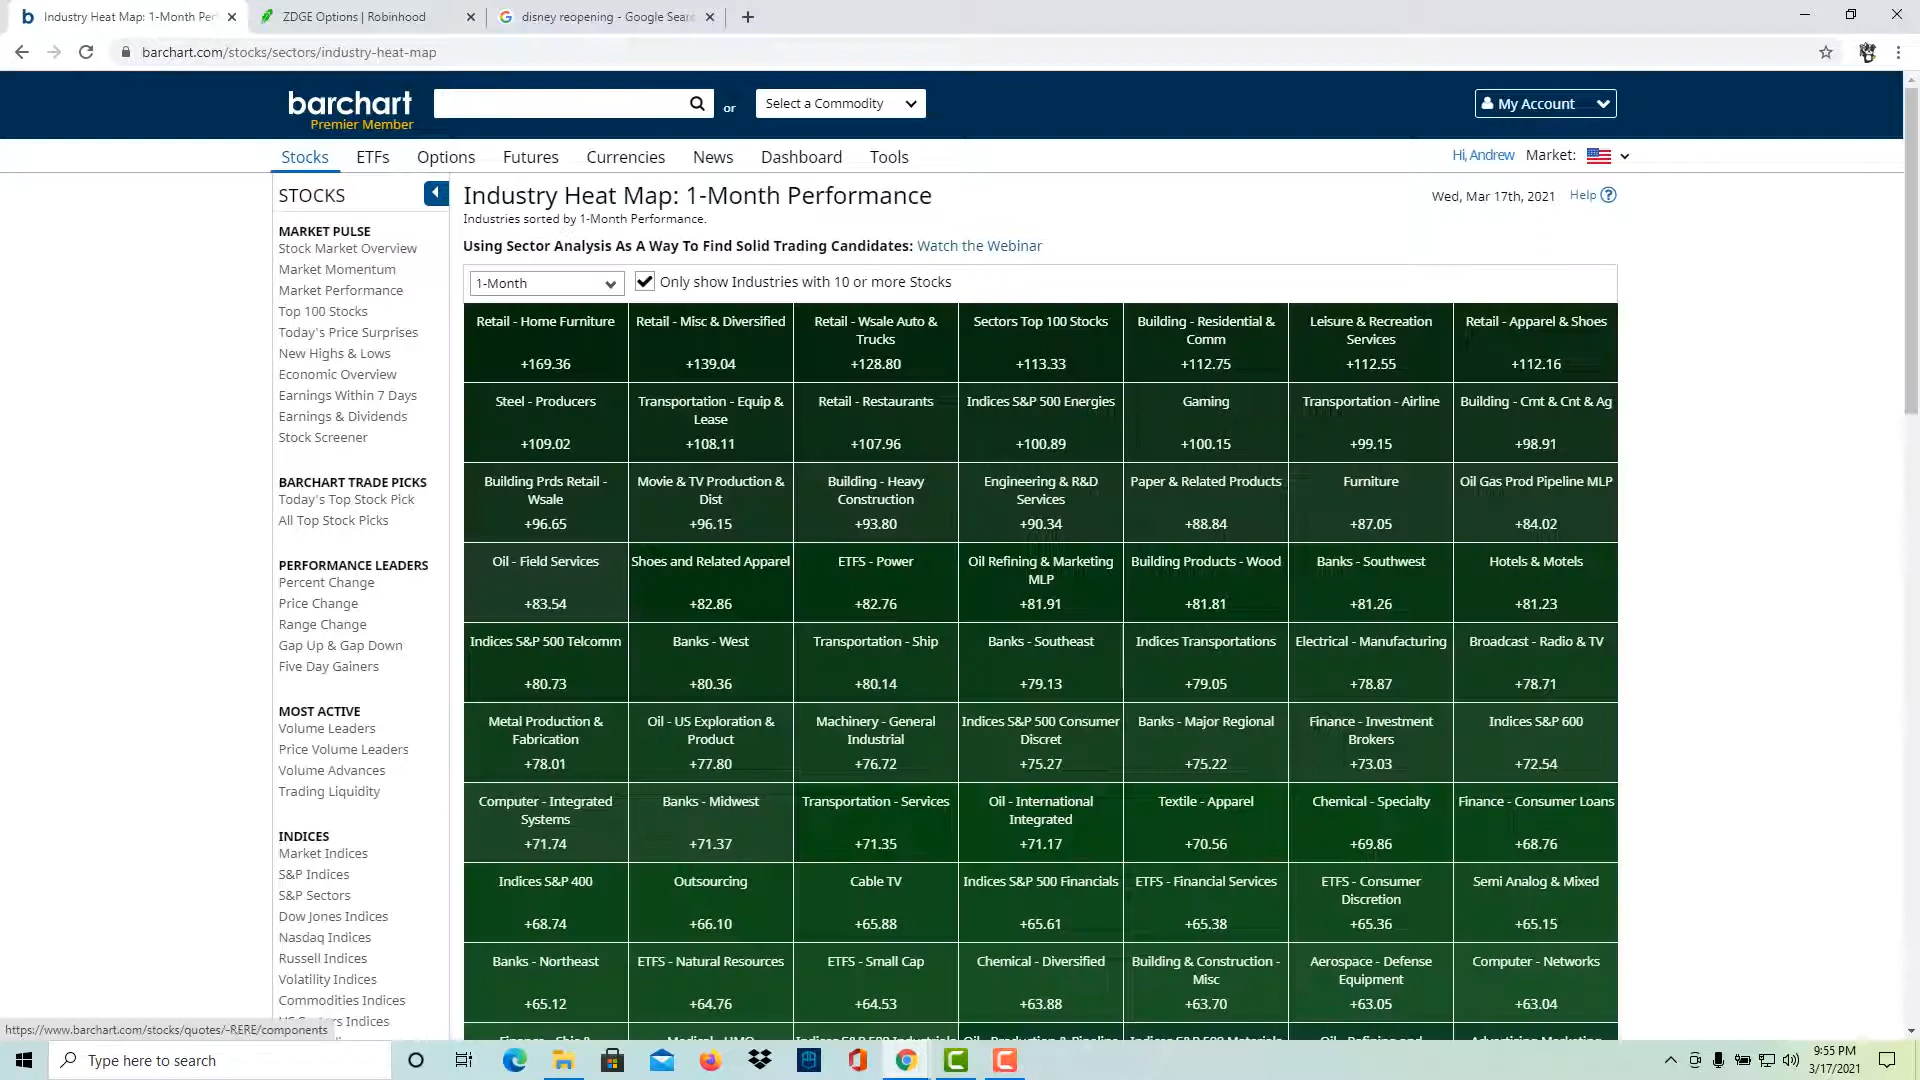 Industry Heat Map: 1-Month Per
ZDGE Options | Robinhood
disney reopening - Google Sear
barchart.com/stocks/sectors/industry-heat-map
barchart
Premier Member
or
Select a Commodity
My Account
Stocks
ETFs
Options
Futures
Currencies
News
Dashboard
Tools
Hi, Andrew
Market:
STOCKS
MARKET PULSE
Stock Market Overview
Market Momentum
Market Performance
Top 100 Stocks
Today's Price Surprises
New Highs & Lows
Economic Overview
Earnings Within 7 Days
Earnings & Dividends
Stock Screener
BARCHART TRADE PICKS
Today's Top Stock Pick
All Top Stock Picks
PERFORMANCE LEADERS
Percent Change
Price Change
Range Change
Gap Up & Gap Down
Five Day Gainers
MOST ACTIVE
Volume Leaders
Price Volume Leaders
Volume Advances
Trading Liquidity
INDICES
Market Indices
S&P Indices
S&P Sectors
Dow Jones Indices
Nasdaq Indices
Russell Indices
Volatility Indices
Commodities Indices
Indices
Industry Heat Map: 1-Month Performance
Wed, Mar 17th, 2021
Help
Industries sorted by 1-Month Performance.
Using Sector Analysis As A Way To Find Solid Trading Candidates: Watch the Webinar
1-Month
Only show Industries with 10 or more Stocks
Retail - Home Furniture
+169.36
Retail - Misc & Diversified
+139.04
Retail - Wsale Auto &
Trucks
+128.80
Sectors Top 100 Stocks
+113.33
Building - Residential &
Comm
+112.75
Leisure & Recreation
Services
+112.55
Retail - Apparel & Shoes
+112.16
Steel - Producers
+109.02
Transportation - Equip &
Lease
+108.11
Retail - Restaurants
+107.96
Indices S&P 500 Energies
+100.89
Gaming
+100.15
Transportation - Airline
+99.15
Building - Cmt & Cnt & Ag
+98.91
Building Prds Retail -
Wsale
+96.65
Movie & TV Production &
Dist
+96.15
Building - Heavy
Construction
+93.80
Engineering & R&D
Services
+90.34
Paper & Related Products
+88.84
Furniture
+87.05
Oil Gas Prod Pipeline MLP
+84.02
Oil - Field Services
+83.54
Shoes and Related Apparel
+82.86
ETFS - Power
+82.76
Oil Refining & Marketing
MLP
+81.91
Building Products - Wood
+81.81
Banks - Southwest
+81.26
Hotels & Motels
+81.23
Indices S&P 500 Telcomm
+80.73
Banks - West
+80.36
Transportation - Ship
+80.14
Banks - Southeast
+79.13
Indices Transportations
+79.05
Electrical - Manufacturing
+78.87
Broadcast - Radio & TV
+78.71
Metal Production &
Fabrication
+78.01
Oil - US Exploration &
Product
+77.80
Machinery - General
Industrial
+76.72
Indices S&P 500 Consumer
Discret
+75.27
Banks - Major Regional
+75.22
Finance - Investment
Brokers
+73.03
Indices S&P 600
+72.54
Computer - Integrated
Systems
+71.74
Banks - Midwest
+71.37
Transportation - Services
+71.35
Oil - International
Integrated
+71.17
Textile - Apparel
+70.56
Chemical - Specialty
+69.86
Finance - Consumer Loans
+68.76
Indices S&P 400
+68.74
Outsourcing
+66.10
Cable TV
+65.88
Indices S&P 500 Financials
+65.61
ETFS - Financial Services
+65.38
ETFS - Consumer
Discretion
+65.36
Semi Analog & Mixed
+65.15
Banks - Northeast
+65.12
ETFS - Natural Resources
+64.76
ETFS - Small Cap
+64.53
Chemical - Diversified
+63.88
Building & Construction -
Misc
+63.70
Aerospace - Defense
Equipment
+63.05
Computer - Networks
+63.04
https://www.barchart.com/stocks/quotes/-RERE/components
Type here to search
9:55 PM
3/17/2021